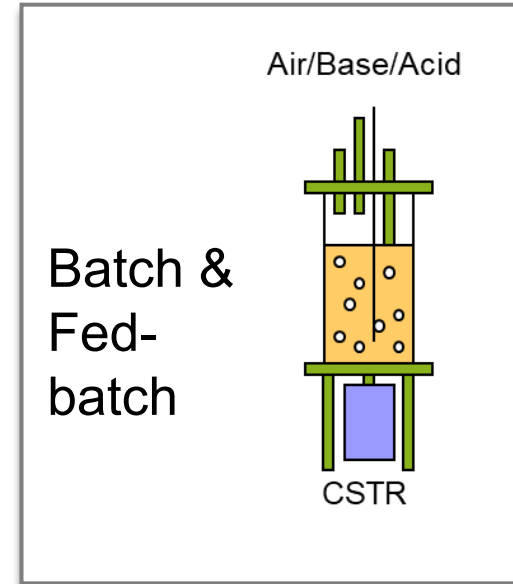 Air/Base/Acid
Batch &
Fed-
batch
CSTR